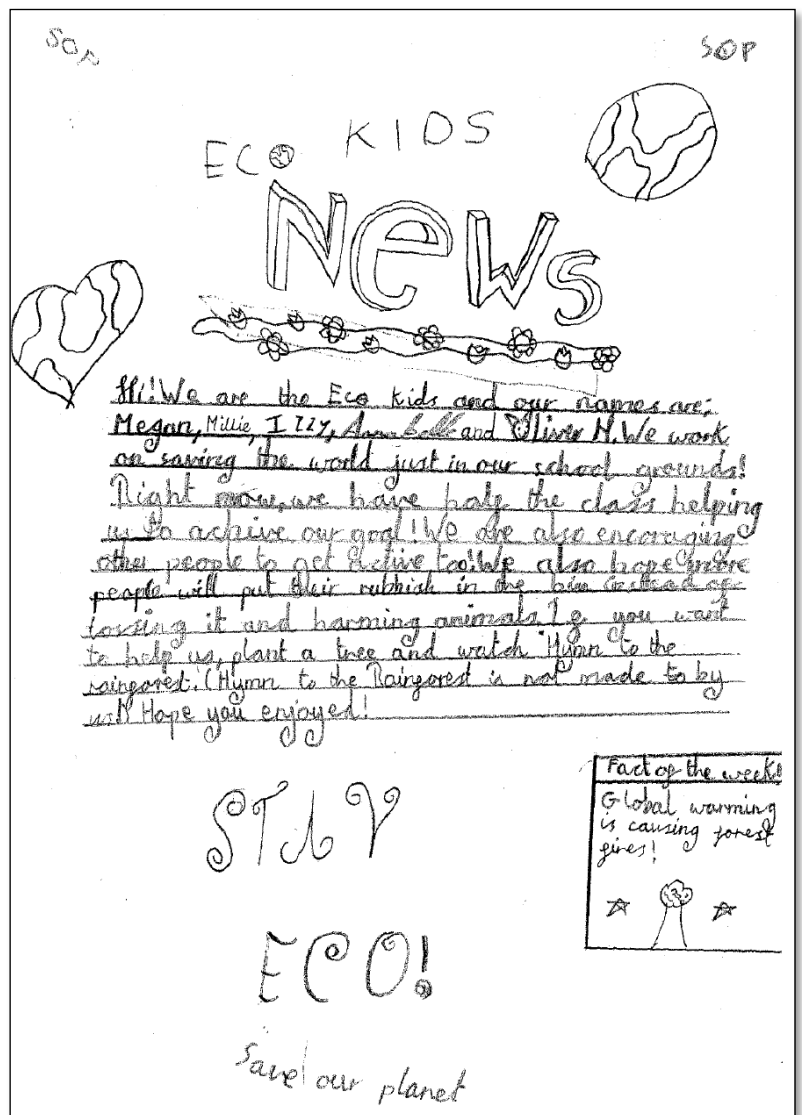 SOP
SOP
ECO KIDS
News
Hi! We are the Eco kids and our names are;
Megan, Millie, Izzy, Annabelle and Oliver N. We work
on saving the world just in our school grounds!
Right now, we have half the class helping
us to achive our goal! We are also encouraging
other people to get active too! We also hope more
people will put their rubbish in the bin instead of
tossing it and harming animals. If you want
to help us, plant a tree and watch "Hymn to the
raingorest. (Hymn to the Raingorest is not made to by
us!) Hope you enjoyed!
Fact of the week!
Global warming
is causing forest
fires!
STAY
ECO!
Save our planet